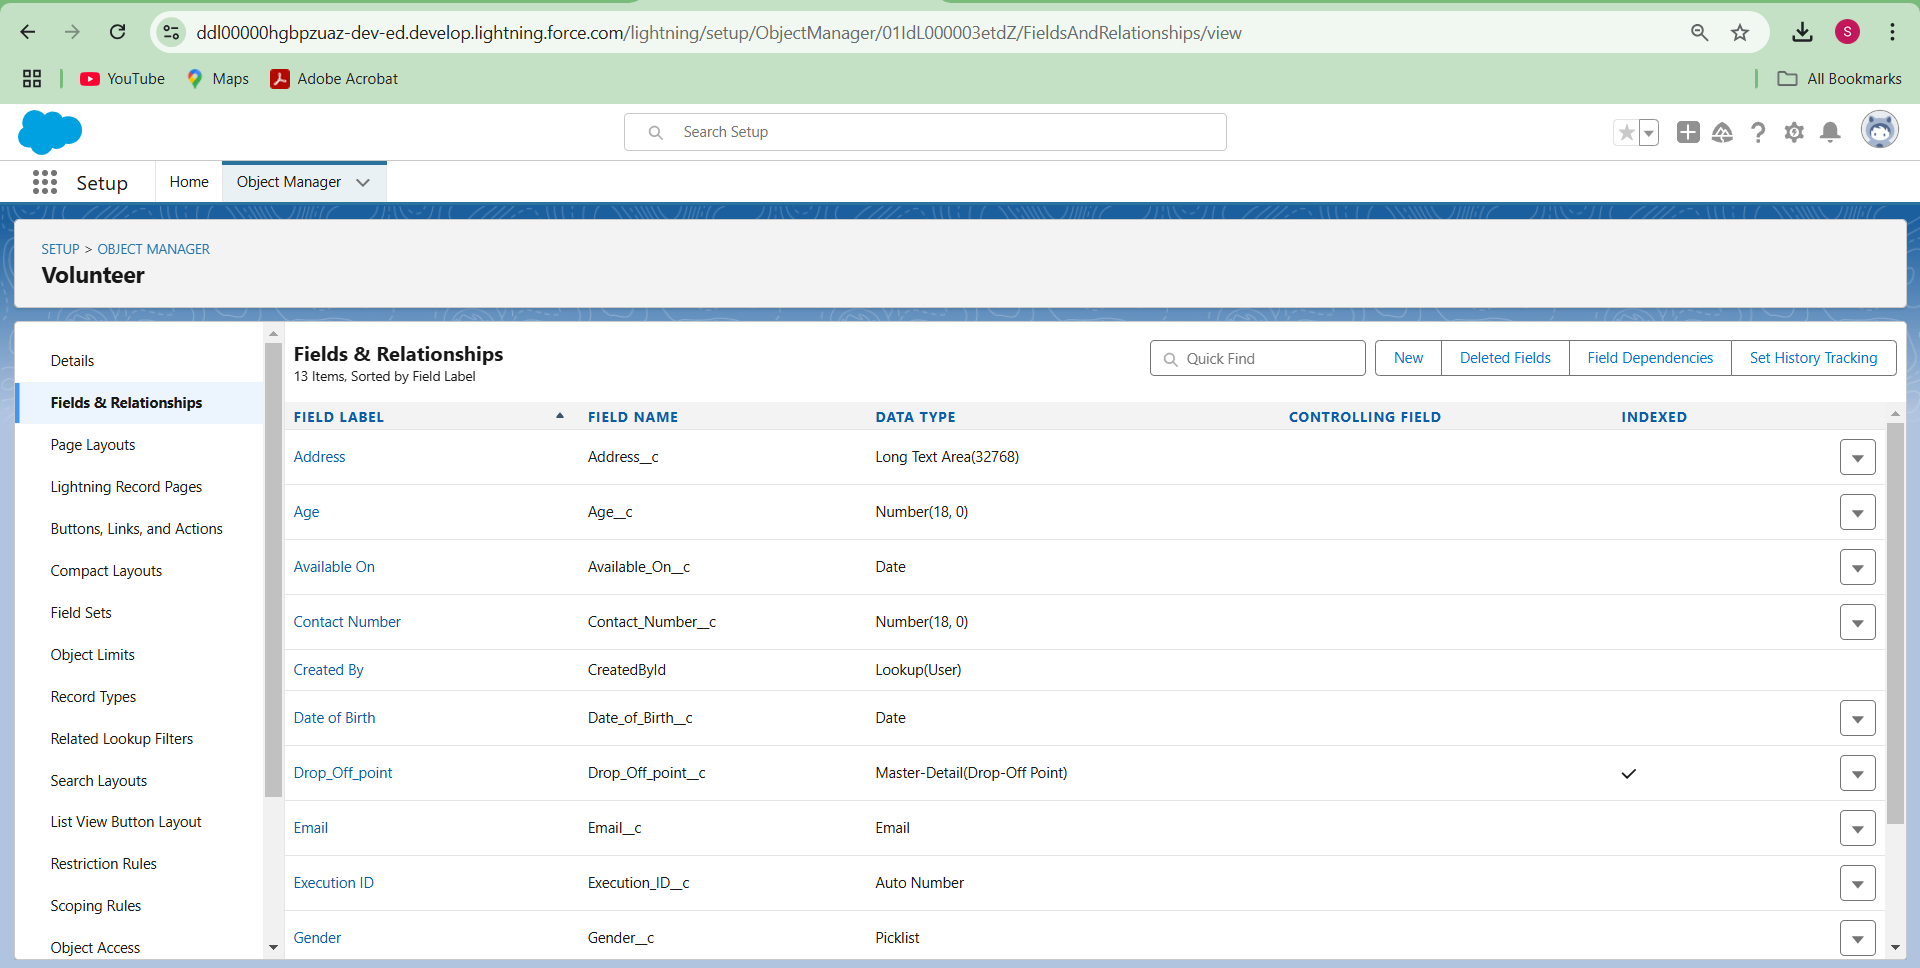 ddl00000hgbpzuaz-dev-ed.develop.lightning.force.com/lightning/setup/ObjectManager/01IdL000003etdZ/FieldsAndRelationships/view
S
YouTube
Maps
Adobe Acrobat
All Bookmarks
Search Setup
Setup
Home
Object Manager
SETUP > OBJECT MANAGER
Volunteer
Details
Fields & Relationships
Page Layouts
Lightning Record Pages
Buttons, Links, and Actions
Compact Layouts
Field Sets
Object Limits
Record Types
Related Lookup Filters
Search Layouts
List View Button Layout
Restriction Rules
Scoping Rules
Object Access
Fields & Relationships
13 Items, Sorted by Field Label
Quick Find
New
Deleted Fields
Field Dependencies
Set History Tracking
FIELD LABEL FIELD NAME DATA TYPE CONTROLLING FIELD INDEXED
Address Address__c Long Text Area(32768)
Age Age__c Number(18, 0)
Available On Available_On__c Date
Contact Number Contact_Number__c Number(18, 0)
Created By CreatedById Lookup(User)
Date of Birth Date_of_Birth__c Date
Drop_Off_point Drop_Off_point__c Master-Detail(Drop-Off Point)
Email Email__c Email
Execution ID Execution_ID__c Auto Number
Gender Gender__c Picklist